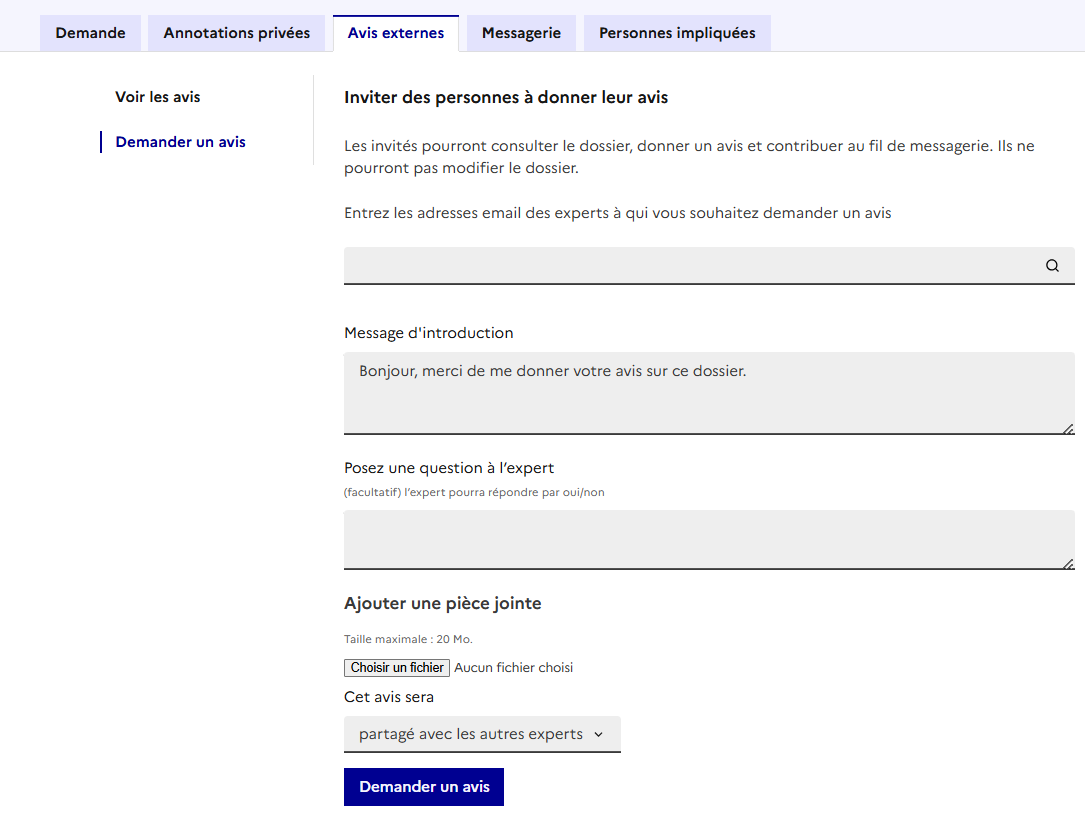 Demande
Annotations privées
Avis externes
Messagerie
Personnes impliquées
Voir les avis
Demander un avis
Inviter des personnes à donner leur avis
Les invités pourront consulter le dossier, donner un avis et contribuer au fil de messagerie. Ils ne
pourront pas modifier le dossier.
Entrez les adresses email des experts à qui vous souhaitez demander un avis
Message d'introduction
Bonjour, merci de me donner votre avis sur ce dossier.
Posez une question à l’expert
(facultatif) l’expert pourra répondre par oui/non
Ajouter une pièce jointe
Taille maximale : 20 Mo.
Choisir un fichier Aucun fichier choisi
Cet avis sera
partagé avec les autres experts
Demander un avis